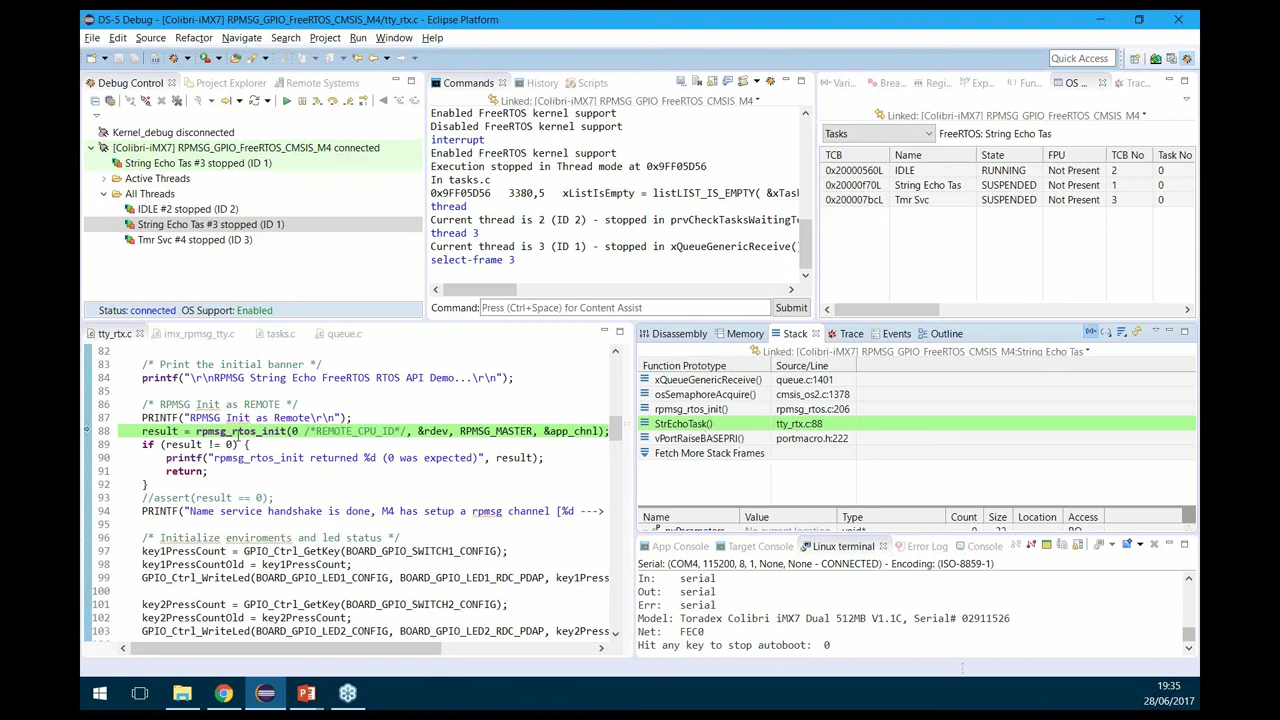 DS-5 Debug - [Colibri-iMX7] RPMSG_GPIO_FreeRTOS_CMSIS_M4/tty_rtx.c - Eclipse Platform
File Edit Source Refactor Navigate Search Project Run Window Help
Quick Access
Debug Control Project Explorer Remote Systems
Kernel_debug disconnected
[Colibri-iMX7] RPMSG_GPIO_FreeRTOS_CMSIS_M4 connected
String Echo Tas #3 stopped (ID 1)
Active Threads
All Threads
IDLE #2 stopped (ID 2)
String Echo Tas #3 stopped (ID 1)
Tmr Svc #4 stopped (ID 3)
Status: connected OS Support: Enabled
Commands History Scripts
Linked: [Colibri-iMX7] RPMSG_GPIO_FreeRTOS_CMSIS_M4
Enabled FreeRTOS kernel support
Disabled FreeRTOS kernel support
interrupt
Enabled FreeRTOS kernel support
Execution stopped in Thread mode at 0x9FF05D56
In tasks.c
0x9FF05D56 3380,5 xListIsEmpty = listLIST_IS_EMPTY( &xTas
thread
Current thread is 2 (ID 2) - stopped in prvCheckTasksWaitingTe
thread 3
Current thread is 3 (ID 1) - stopped in xQueueGenericReceive()
select-frame 3
Command: Press (Ctrl+Space) for Content Assist Submit
Vari... Brea... Regi... Exp... Fun... OS ... Trac...
Linked: [Colibri-iMX7] RPMSG_GPIO_FreeRTOS_CMSIS_M4
Tasks FreeRTOS: String Echo Tas
TCB Name State FPU TCB No Task No
0x20000560L IDLE RUNNING Not Present 2 0
0x20000f70L String Echo Tas SUSPENDED Not Present 1 0
0x200007bcL Tmr Svc SUSPENDED Not Present 3 0
tty_rtx.c imx_rpmsg_tty.c tasks.c queue.c
82
83 /* Print the initial banner */
84 printf("\r\nRPMSG String Echo FreeRTOS RTOS API Demo...\r\n");
85
86 /* RPMSG Init as REMOTE */
87 PRINTF("RPMSG Init as Remote\r\n");
88 result = rpmsg_rtos_init(0 /*REMOTE_CPU_ID*/, &rdev, RPMSG_MASTER, &app_chnl);
89 if (result != 0) {
90 printf("rpmsg_rtos_init returned %d (0 was expected)", result);
91 return;
92 }
93 //assert(result == 0);
94 PRINTF("Name service handshake is done, M4 has setup a rpmsg channel [%d --->
95
96 /* Initialize enviroments and led status */
97 key1PressCount = GPIO_Ctrl_GetKey(BOARD_GPIO_SWITCH1_CONFIG);
98 key1PressCountOld = key1PressCount;
99 GPIO_Ctrl_WriteLed(BOARD_GPIO_LED1_CONFIG, BOARD_GPIO_LED1_RDC_PDAP, key1Press
100
101 key2PressCount = GPIO_Ctrl_GetKey(BOARD_GPIO_SWITCH2_CONFIG);
102 key2PressCountOld = key2PressCount;
103 GPIO_Ctrl_WriteLed(BOARD_GPIO_LED2_CONFIG, BOARD_GPIO_LED2_RDC_PDAP, key2Press
Disassembly Memory Stack Trace Events Outline
Linked: [Colibri-iMX7] RPMSG_GPIO_FreeRTOS_CMSIS_M4:String Echo Tas
Function Prototype Source/Line
xQueueGenericReceive() queue.c:1401
osSemaphoreAcquire() cmsis_os2.c:1378
rpmsg_rtos_init() rpmsg_rtos.c:206
StrEchoTask() tty_rtx.c:88
vPortRaiseBASEPRI() portmacro.h:222
Fetch More Stack Frames
Name Value Type Count Size Location Access
App Console Target Console Linux terminal Error Log Console
Serial: (COM4, 115200, 8, 1, None, None - CONNECTED) - Encoding: (ISO-8859-1)
In: serial
Out: serial
Err: serial
Model: Toradex Colibri iMX7 Dual 512MB V1.1C, Serial# 02911526
Net: FEC0
Hit any key to stop autoboot: 0
19:35
28/06/2017